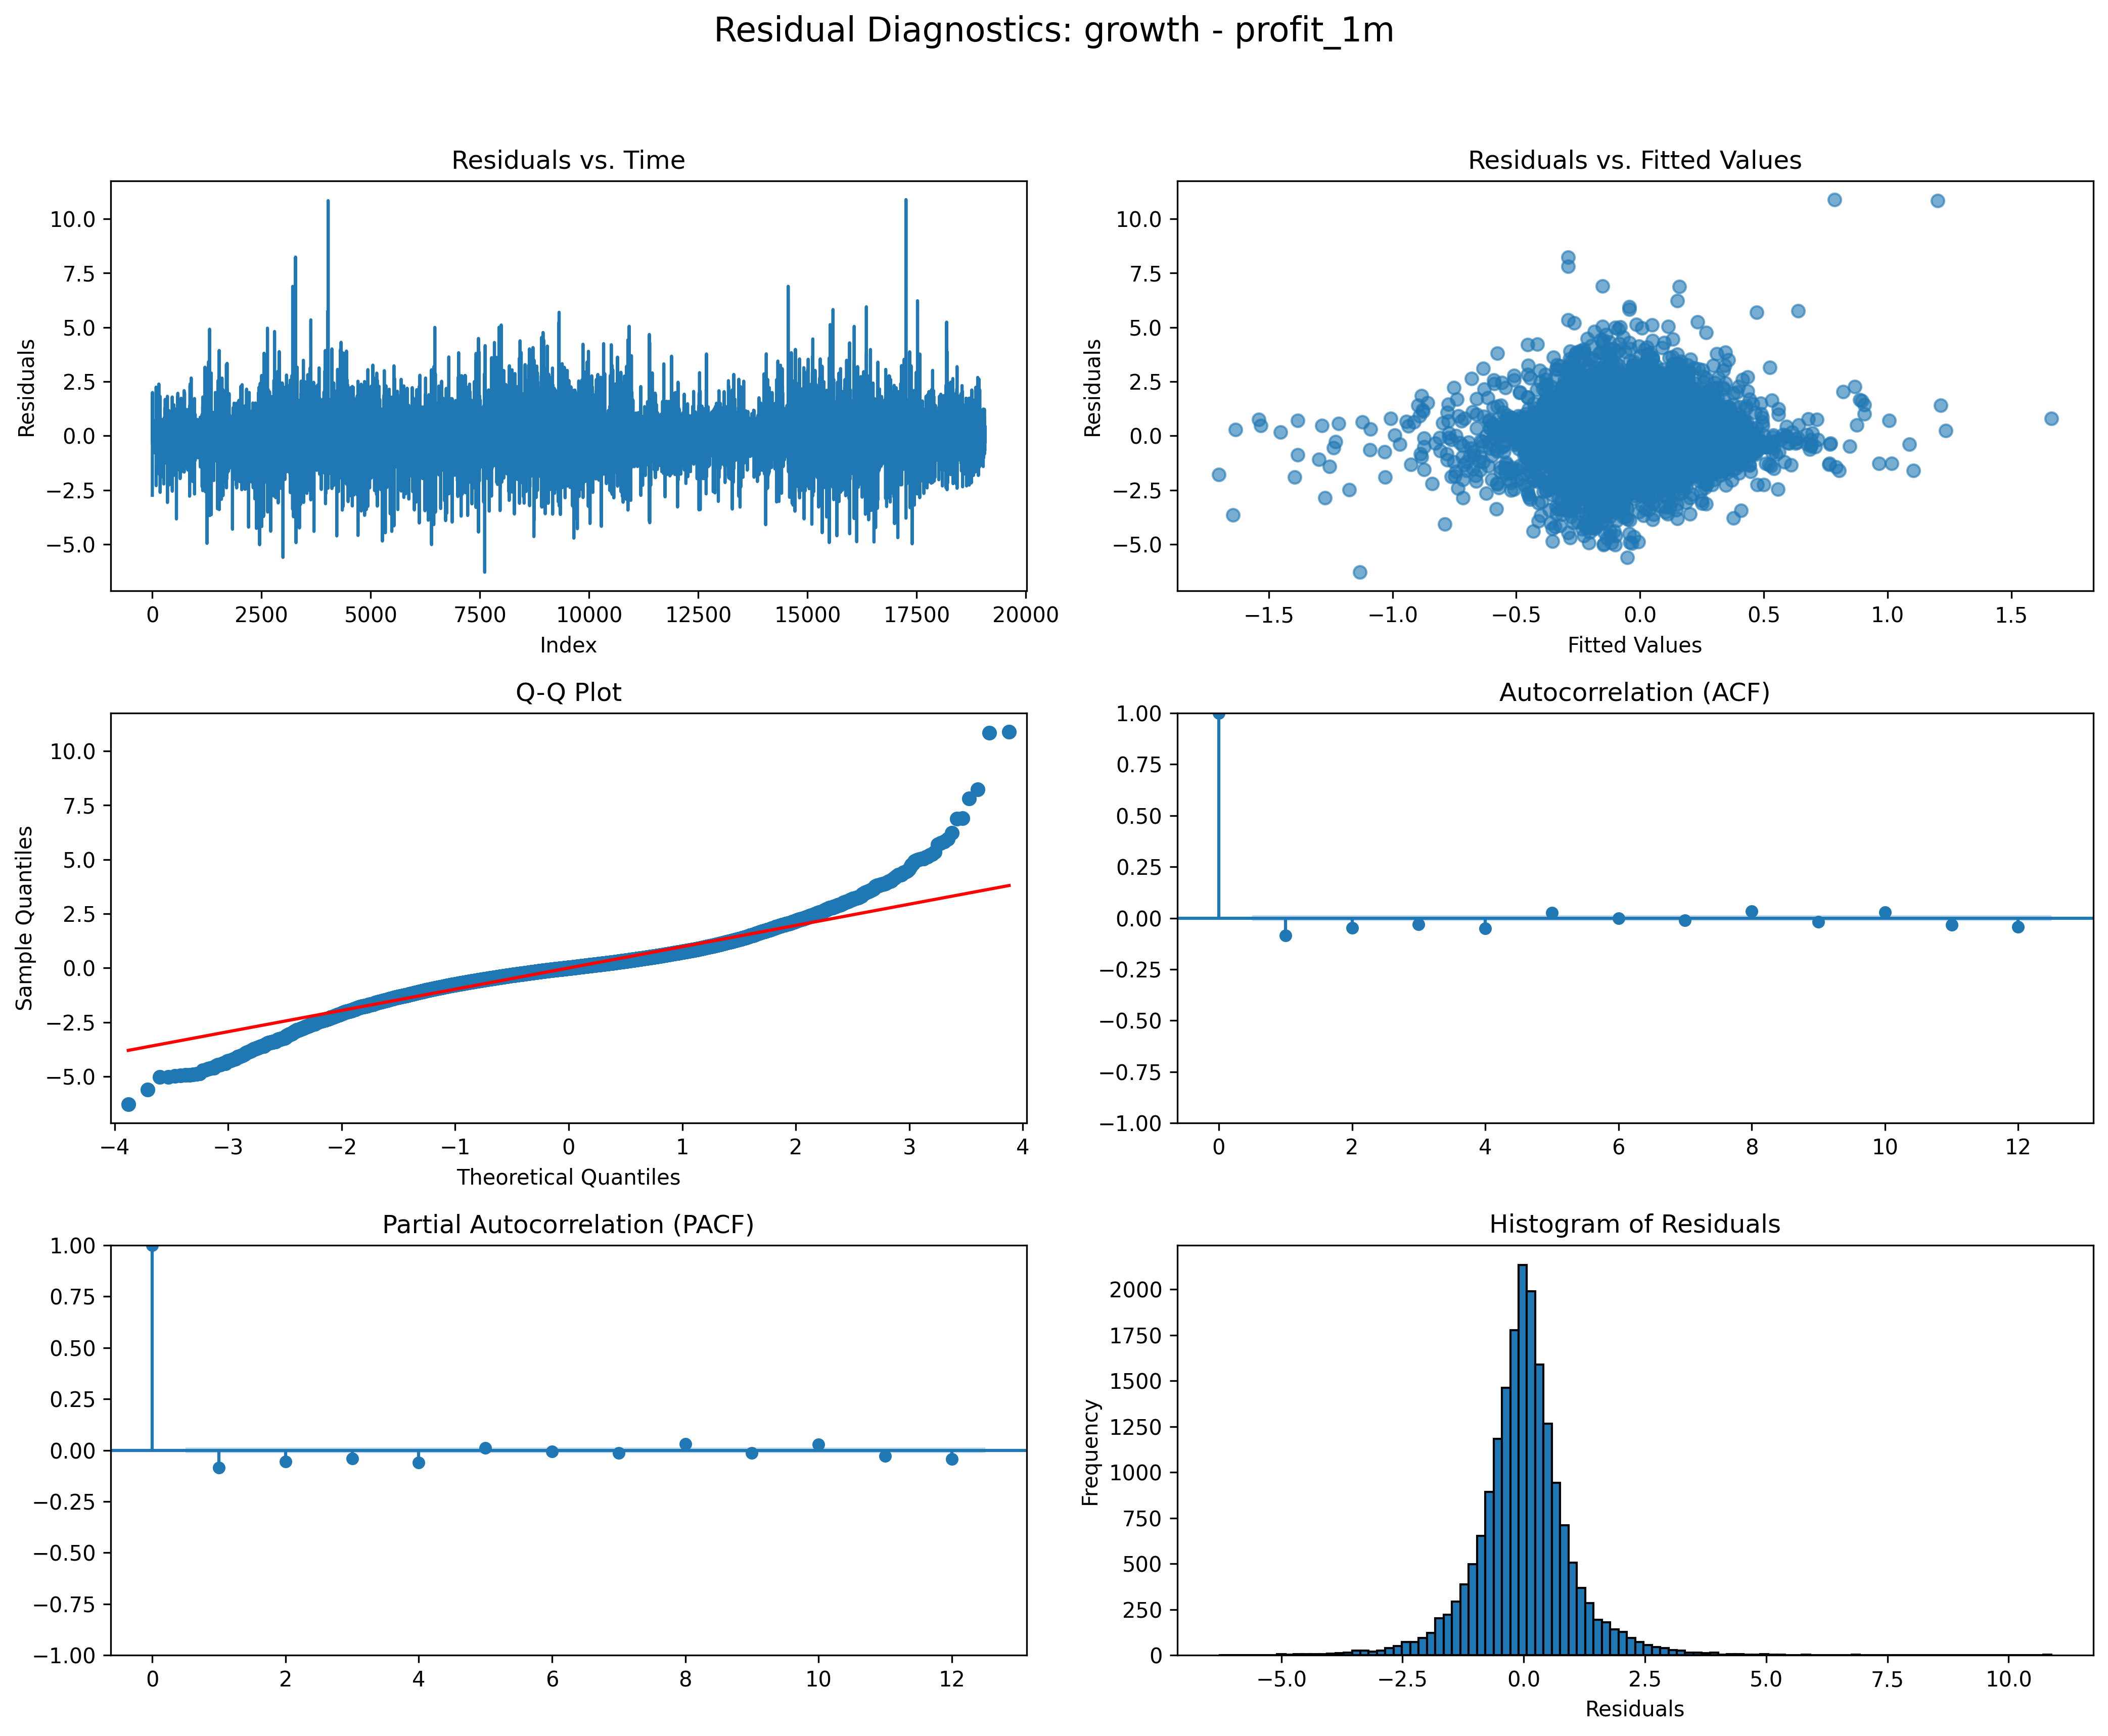 Residual Diagnostics: growth - profit_1m
Residuals vs. Time
10.0
7.5
5.0
2.5
0.0
−2.5
−5.0
Residuals
0 2500 5000 7500 10000 12500 15000 17500 20000
Index
Residuals vs. Fitted Values
10.0
7.5
5.0
2.5
0.0
−2.5
−5.0
Residuals
−1.5 −1.0 −0.5 0.0 0.5 1.0 1.5
Fitted Values
Q-Q Plot
10.0
7.5
5.0
2.5
0.0
−2.5
−5.0
Sample Quantiles
−4 −3 −2 −1 0 1 2 3 4
Theoretical Quantiles
Autocorrelation (ACF)
1.00
0.75
0.50
0.25
0.00
−0.25
−0.50
−0.75
−1.00
0 2 4 6 8 10 12
Partial Autocorrelation (PACF)
1.00
0.75
0.50
0.25
0.00
−0.25
−0.50
−0.75
−1.00
0 2 4 6 8 10 12
Histogram of Residuals
2000
1750
1500
1250
1000
750
500
250
0
Frequency
−5.0 −2.5 0.0 2.5 5.0 7.5 10.0
Residuals